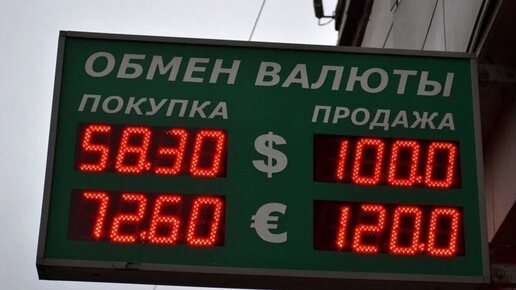 ОБМЕН ВАЛЮТЫ
ПОКУПКА ПРОДАЖА
58.30 $ 100.0
72.60 € 120.0